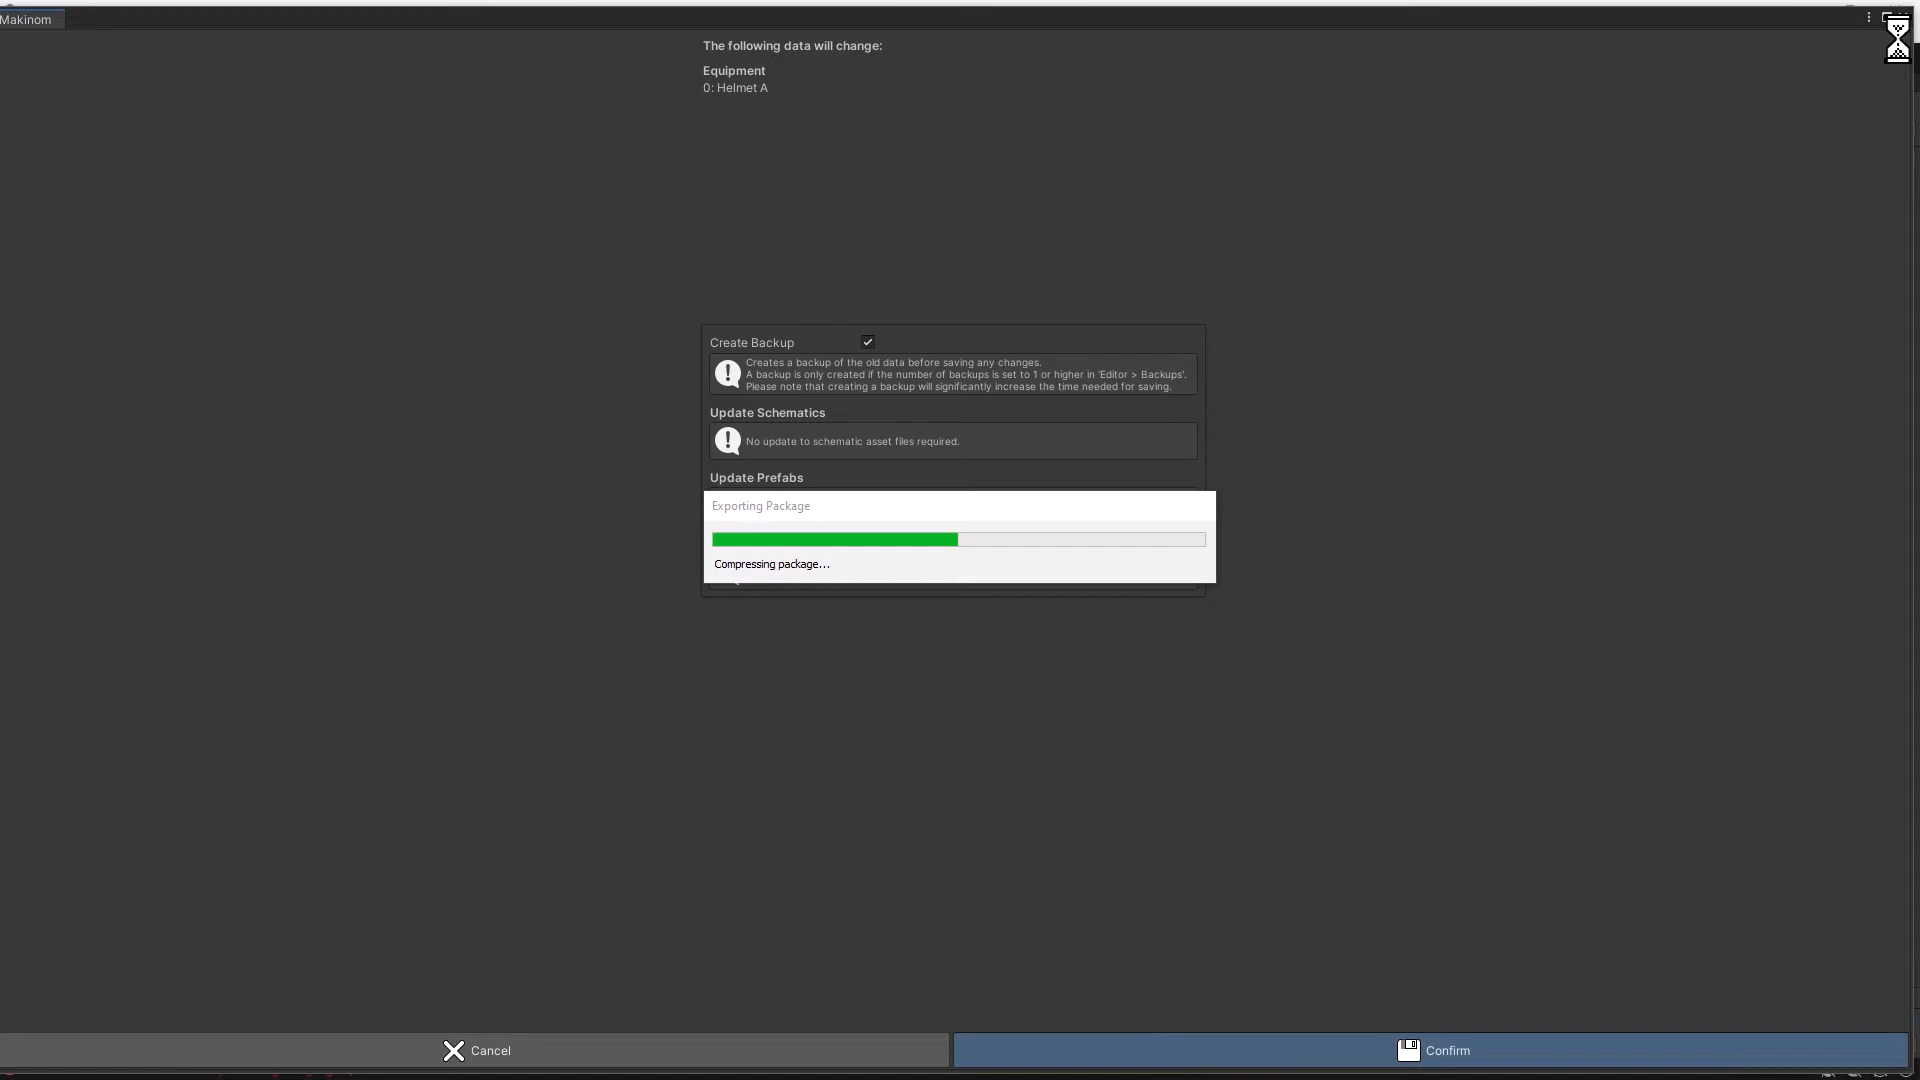 Makinom
The following data will change:
Equipment
0: Helmet A
Create Backup
Creates a backup of the old data before saving any changes.
A backup is only created if the number of backups is set to 1 or higher in 'Editor > Backups'.
Please note that creating a backup will significantly increase the time needed for saving.
Update Schematics
No update to schematic asset files required.
Update Prefabs
Exporting Package
Compressing package...
Cancel
Confirm